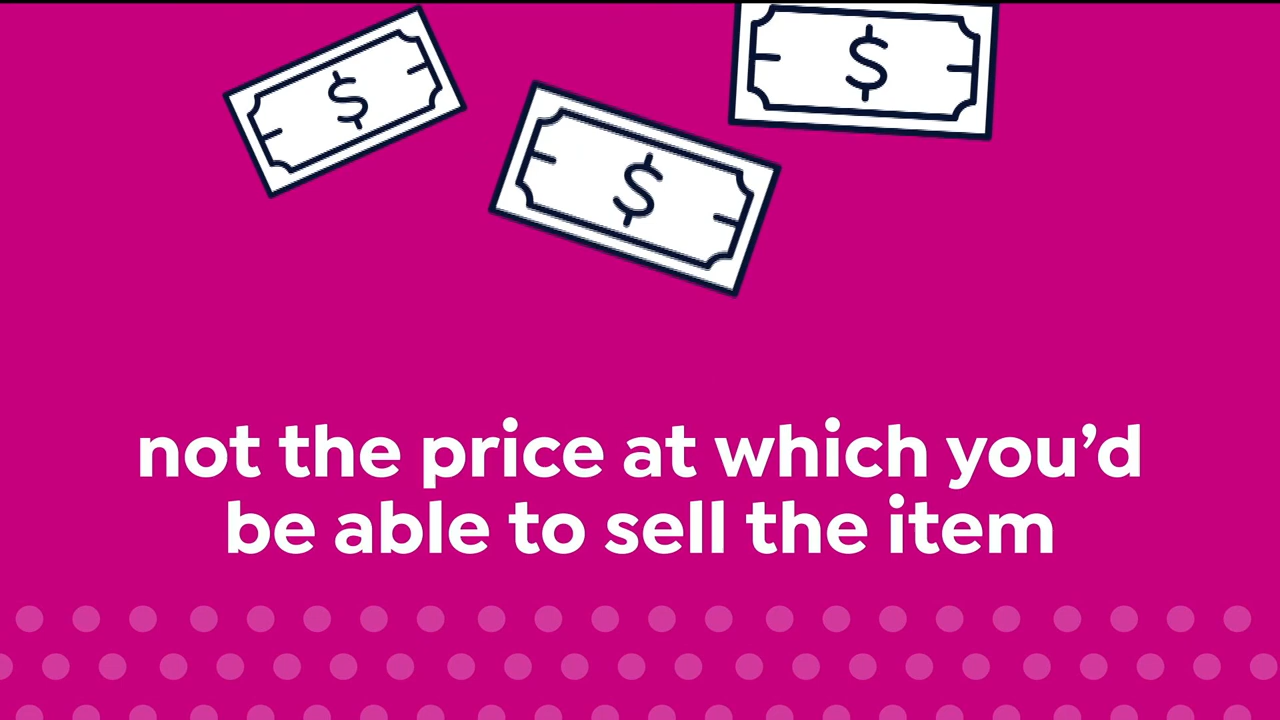 $
$
$
not the price at which you’d
be able to sell the item